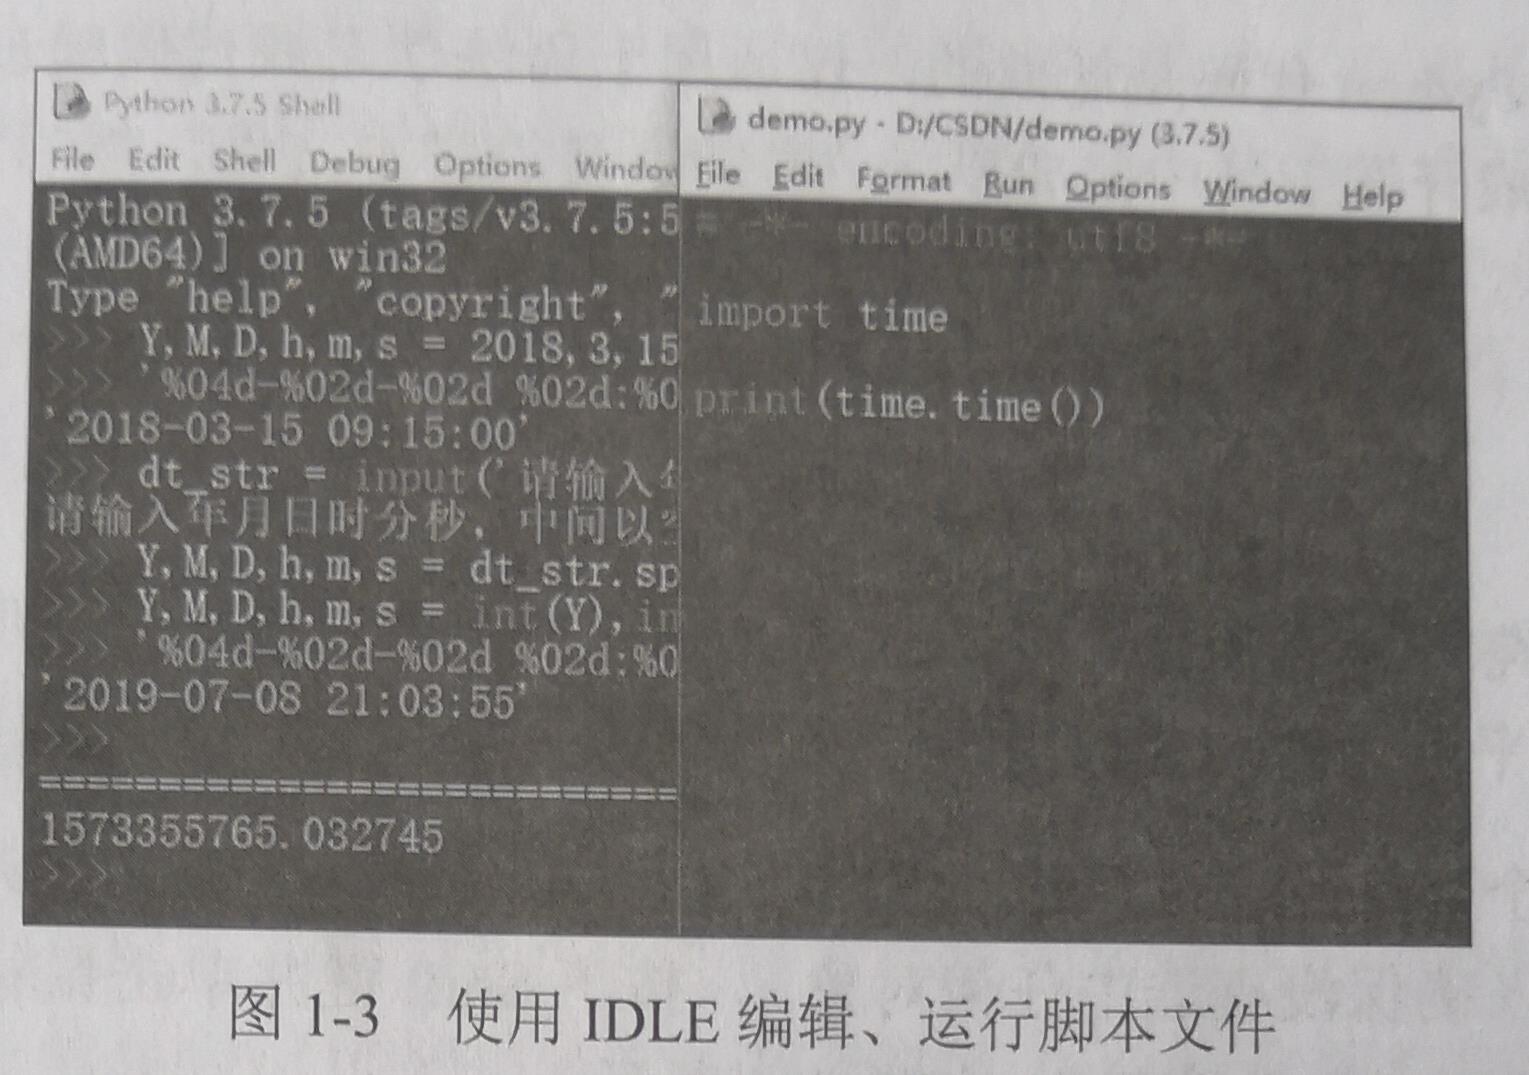 Python 3.7.5 Shell
File Edit Shell Debug Options Window
Python 3.7.5 (tags/v3.7.5:5
(AMD64)] on win32
Type "help", "copyright", "
>>> Y,M,D,h,m,s = 2018,3,15
>>> '%04d-%02d-%02d %02d:%0
'2018-03-15 09:15:00'
>>> dt_str = input('请输入
请输入年月日时分秒，中间以
>>> Y,M,D,h,m,s = dt_str.sp
>>> Y,M,D,h,m,s = int(Y),in
>>> '%04d-%02d-%02d %02d:%0
'2019-07-08 21:03:55'
>>>
===========================
1573355765.032745
>>>
demo.py - D:/CSDN/demo.py (3.7.5)
File Edit Format Run Options Window Help
# -*- encoding: utf8 -*-
import time
print(time.time())
图 1-3 使用 IDLE 编辑、运行脚本文件